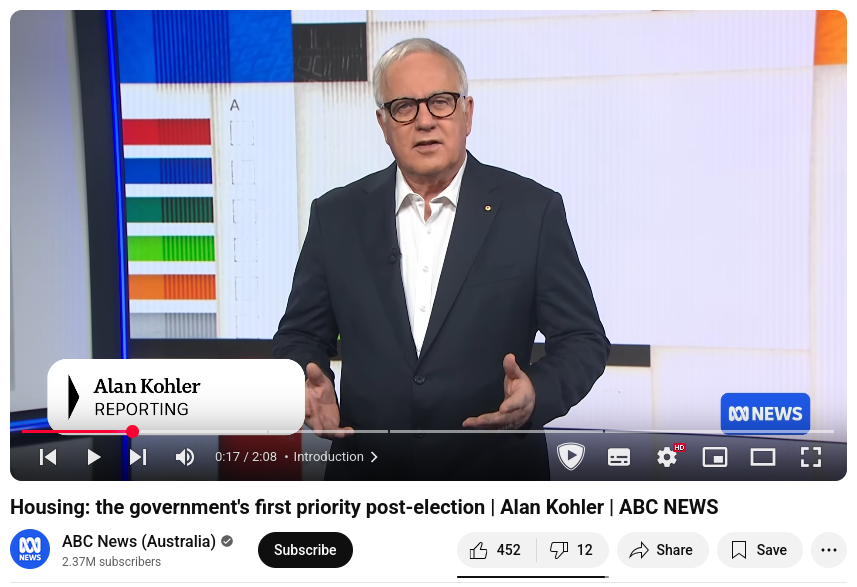 A
Alan Kohler
REPORTING
NEWS
0:17 / 2:08 • Introduction
HD
Housing: the government's first priority post-election | Alan Kohler | ABC NEWS
NEWS
ABC News (Australia)
2.37M subscribers
Subscribe
452
12
Share
Save